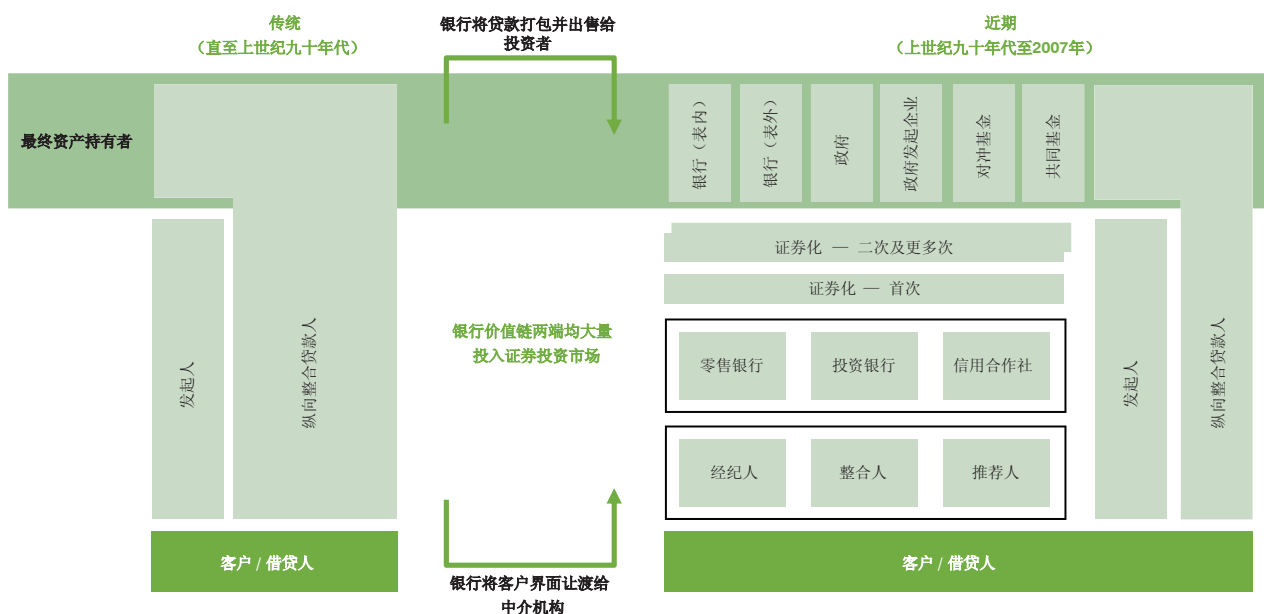 传统
（直至上世纪九十年代）
银行将贷款打包并出售给
投资者
近期
（上世纪九十年代至2007年）
最终资产持有者
银行（表内）
银行（表外）
政府
政府发起企业
对冲基金
共同基金
证券化 — 二次及更多次
证券化 — 首次
银行价值链两端均大量
投入证券投资市场
发起人
纵向整合贷款人
零售银行
投资银行
信用合作社
经纪人
整合人
推荐人
发起人
纵向整合贷款人
客户 / 借贷人
银行将客户界面让渡给
中介机构
客户 / 借贷人